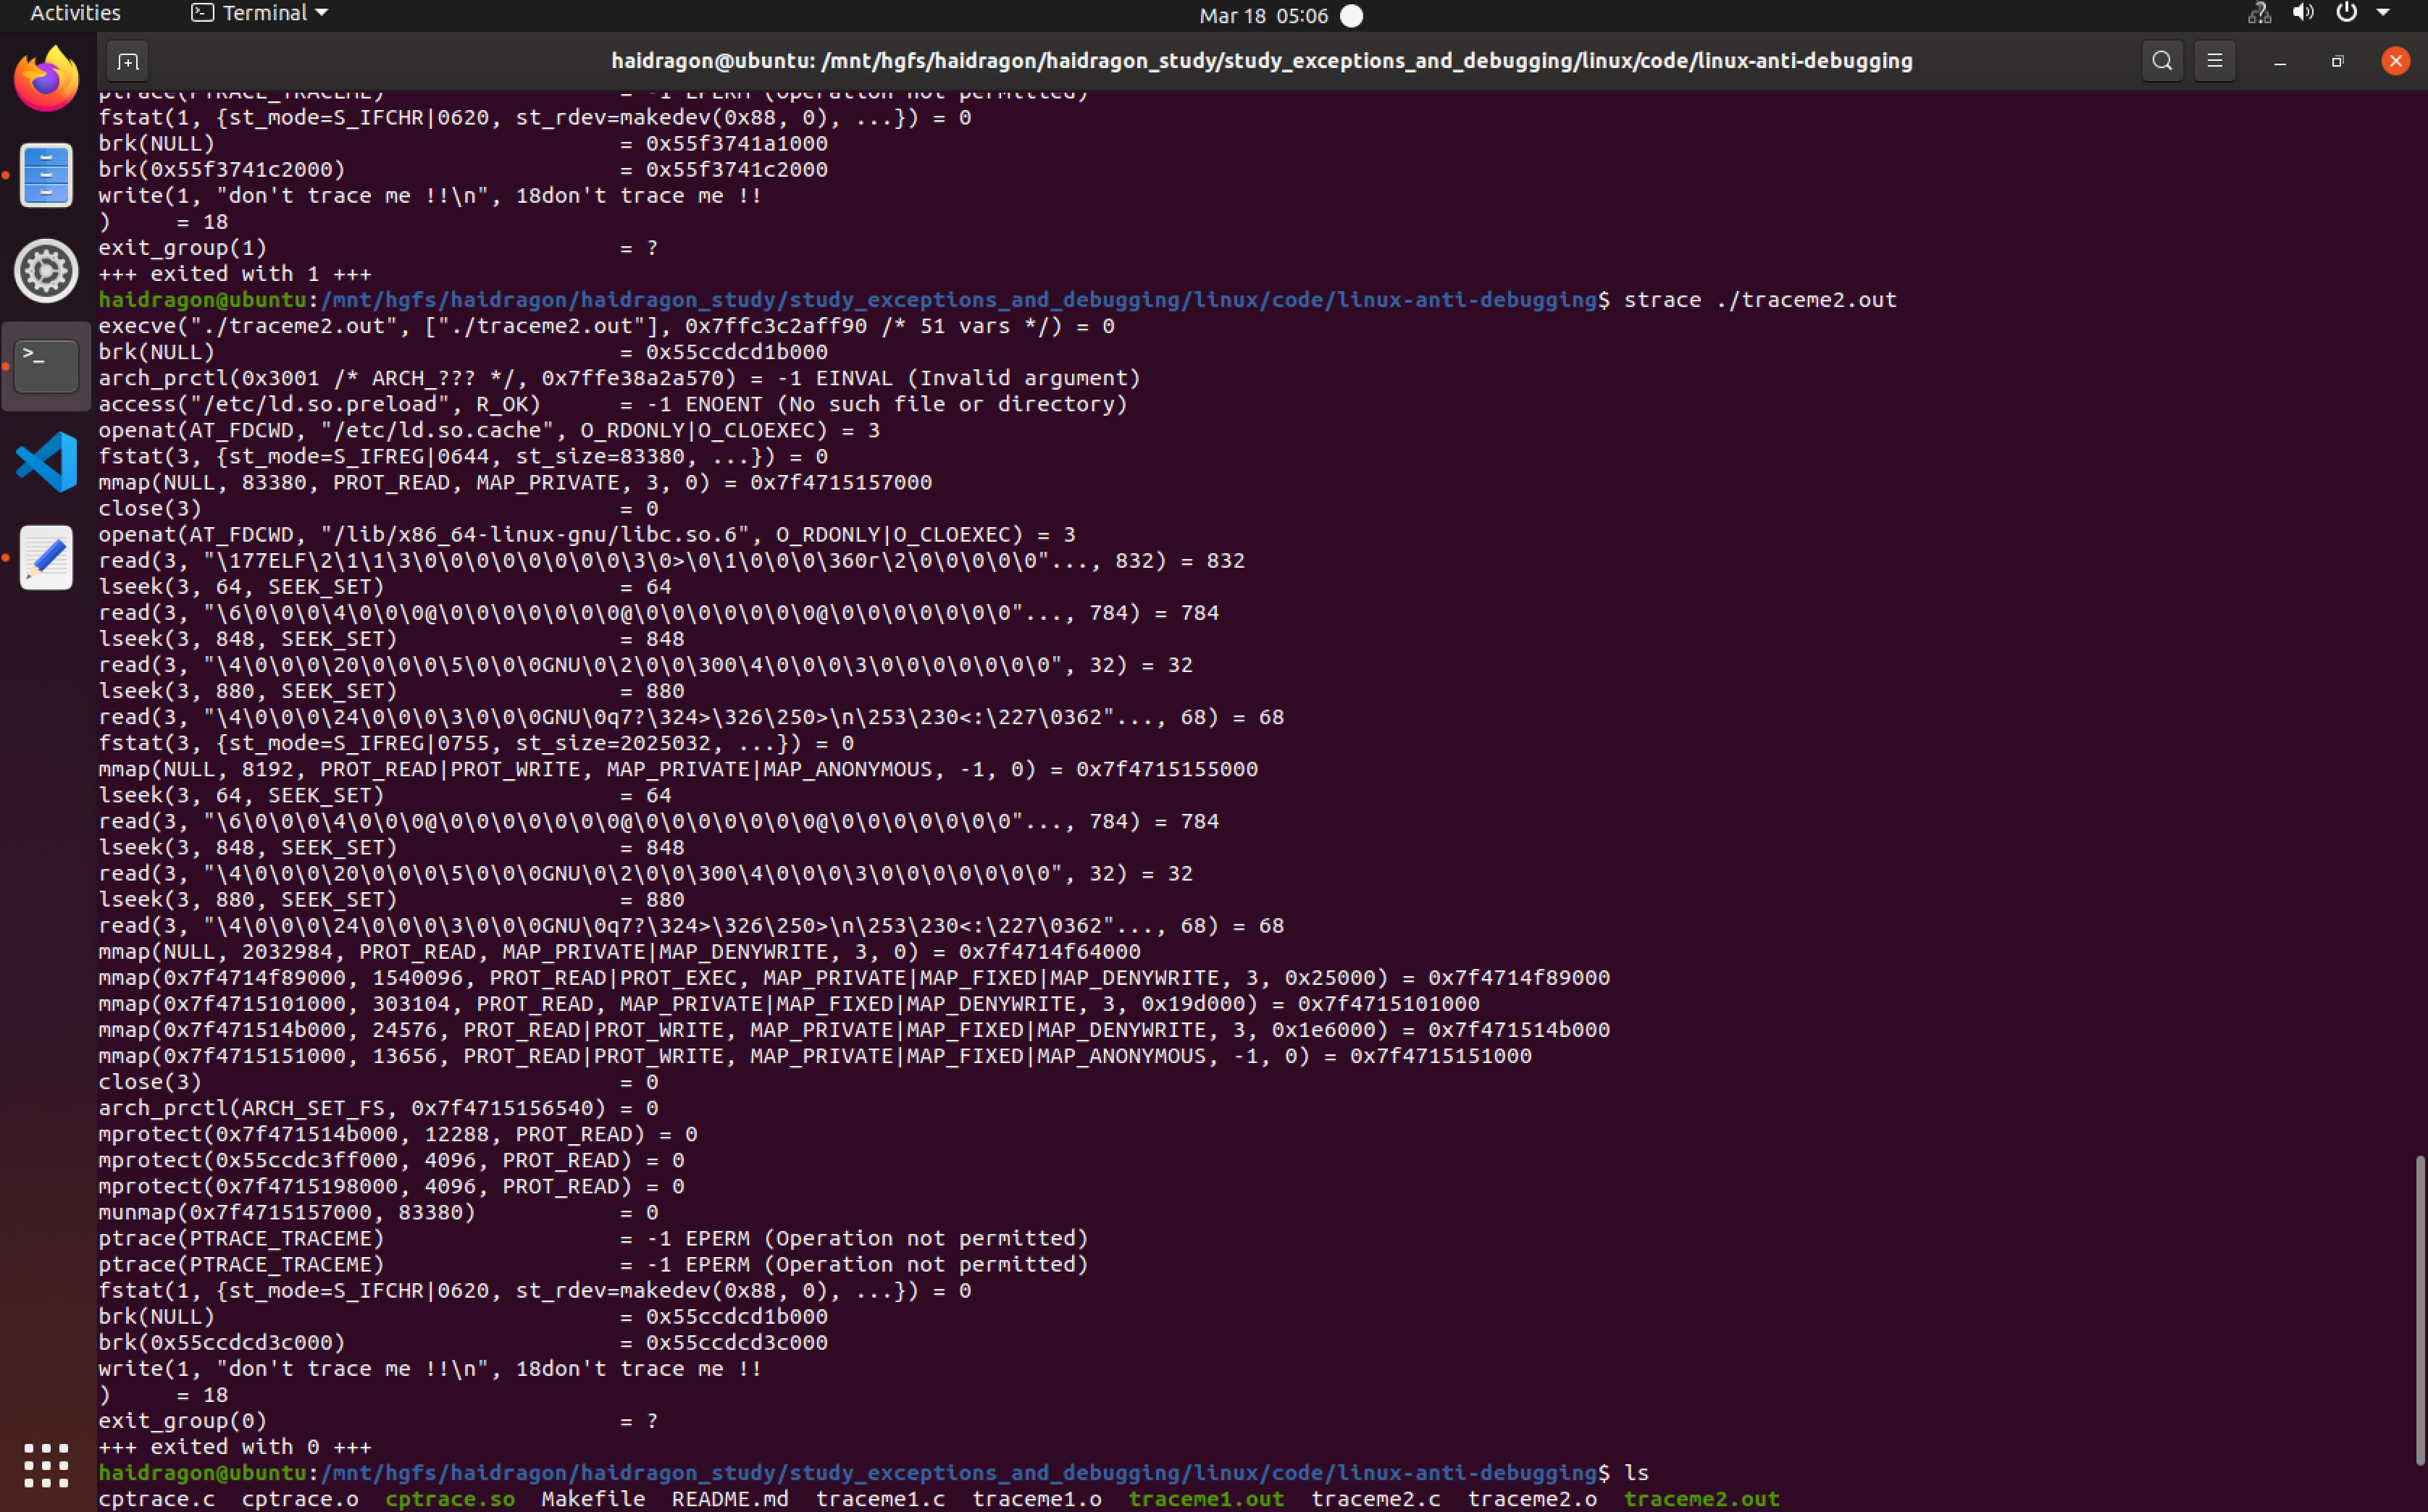 Activities
Terminal
Mar 18 05:06
haidragon@ubuntu: /mnt/hgfs/haidragon/haidragon_study/study_exceptions_and_debugging/linux/code/linux-anti-debugging
ptrace(PTRACE_TRACEME)                  = -1 EPERM (Operation not permitted)
fstat(1, {st_mode=S_IFCHR|0620, st_rdev=makedev(0x88, 0), ...}) = 0
brk(NULL)                               = 0x55f3741a1000
brk(0x55f3741c2000)                     = 0x55f3741c2000
write(1, "don't trace me !!\n", 18don't trace me !!
)     = 18
exit_group(1)                           = ?
+++ exited with 1 +++
haidragon@ubuntu:/mnt/hgfs/haidragon/haidragon_study/study_exceptions_and_debugging/linux/code/linux-anti-debugging$ strace ./traceme2.out
execve("./traceme2.out", ["./traceme2.out"], 0x7ffc3c2aff90 /* 51 vars */) = 0
brk(NULL)                               = 0x55ccdcd1b000
arch_prctl(0x3001 /* ARCH_??? */, 0x7ffe38a2a570) = -1 EINVAL (Invalid argument)
access("/etc/ld.so.preload", R_OK)      = -1 ENOENT (No such file or directory)
openat(AT_FDCWD, "/etc/ld.so.cache", O_RDONLY|O_CLOEXEC) = 3
fstat(3, {st_mode=S_IFREG|0644, st_size=83380, ...}) = 0
mmap(NULL, 83380, PROT_READ, MAP_PRIVATE, 3, 0) = 0x7f4715157000
close(3)                                = 0
openat(AT_FDCWD, "/lib/x86_64-linux-gnu/libc.so.6", O_RDONLY|O_CLOEXEC) = 3
read(3, "\177ELF\2\1\1\3\0\0\0\0\0\0\0\0\3\0>\0\1\0\0\0\360r\2\0\0\0\0\0"..., 832) = 832
lseek(3, 64, SEEK_SET)                  = 64
read(3, "\6\0\0\0\4\0\0\0@\0\0\0\0\0\0\0@\0\0\0\0\0\0\0@\0\0\0\0\0\0\0"..., 784) = 784
lseek(3, 848, SEEK_SET)                 = 848
read(3, "\4\0\0\0\20\0\0\0\5\0\0\0GNU\0\2\0\0\300\4\0\0\0\3\0\0\0\0\0\0\0", 32) = 32
lseek(3, 880, SEEK_SET)                 = 880
read(3, "\4\0\0\0\24\0\0\0\3\0\0\0GNU\0q7?\324>\326\250>\n\253\230<:\227\0362"..., 68) = 68
fstat(3, {st_mode=S_IFREG|0755, st_size=2025032, ...}) = 0
mmap(NULL, 8192, PROT_READ|PROT_WRITE, MAP_PRIVATE|MAP_ANONYMOUS, -1, 0) = 0x7f4715155000
lseek(3, 64, SEEK_SET)                  = 64
read(3, "\6\0\0\0\4\0\0\0@\0\0\0\0\0\0\0@\0\0\0\0\0\0\0@\0\0\0\0\0\0\0"..., 784) = 784
lseek(3, 848, SEEK_SET)                 = 848
read(3, "\4\0\0\0\20\0\0\0\5\0\0\0GNU\0\2\0\0\300\4\0\0\0\3\0\0\0\0\0\0\0", 32) = 32
lseek(3, 880, SEEK_SET)                 = 880
read(3, "\4\0\0\0\24\0\0\0\3\0\0\0GNU\0q7?\324>\326\250>\n\253\230<:\227\0362"..., 68) = 68
mmap(NULL, 2032984, PROT_READ, MAP_PRIVATE|MAP_DENYWRITE, 3, 0) = 0x7f4714f64000
mmap(0x7f4714f89000, 1540096, PROT_READ|PROT_EXEC, MAP_PRIVATE|MAP_FIXED|MAP_DENYWRITE, 3, 0x25000) = 0x7f4714f89000
mmap(0x7f4715101000, 303104, PROT_READ, MAP_PRIVATE|MAP_FIXED|MAP_DENYWRITE, 3, 0x19d000) = 0x7f4715101000
mmap(0x7f471514b000, 24576, PROT_READ|PROT_WRITE, MAP_PRIVATE|MAP_FIXED|MAP_DENYWRITE, 3, 0x1e6000) = 0x7f471514b000
mmap(0x7f4715151000, 13656, PROT_READ|PROT_WRITE, MAP_PRIVATE|MAP_FIXED|MAP_ANONYMOUS, -1, 0) = 0x7f4715151000
close(3)                                = 0
arch_prctl(ARCH_SET_FS, 0x7f4715156540) = 0
mprotect(0x7f471514b000, 12288, PROT_READ) = 0
mprotect(0x55ccdc3ff000, 4096, PROT_READ) = 0
mprotect(0x7f4715198000, 4096, PROT_READ) = 0
munmap(0x7f4715157000, 83380)           = 0
ptrace(PTRACE_TRACEME)                  = -1 EPERM (Operation not permitted)
ptrace(PTRACE_TRACEME)                  = -1 EPERM (Operation not permitted)
fstat(1, {st_mode=S_IFCHR|0620, st_rdev=makedev(0x88, 0), ...}) = 0
brk(NULL)                               = 0x55ccdcd1b000
brk(0x55ccdcd3c000)                     = 0x55ccdcd3c000
write(1, "don't trace me !!\n", 18don't trace me !!
)     = 18
exit_group(0)                           = ?
+++ exited with 0 +++
haidragon@ubuntu:/mnt/hgfs/haidragon/haidragon_study/study_exceptions_and_debugging/linux/code/linux-anti-debugging$ ls
cptrace.c  cptrace.o  cptrace.so  Makefile  README.md  traceme1.c  traceme1.o  traceme1.out  traceme2.c  traceme2.o  traceme2.out